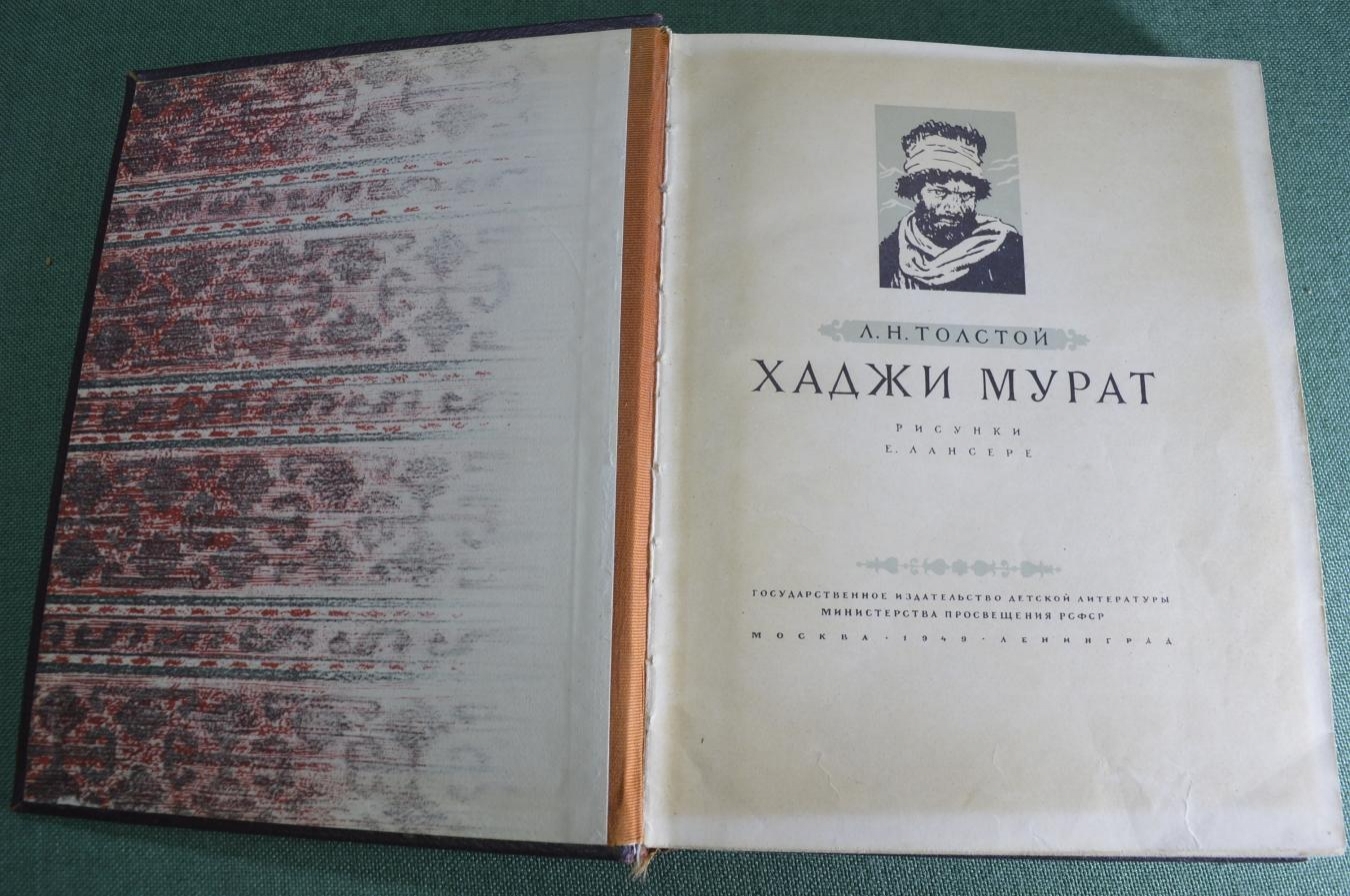 Л. Н. ТОЛСТОЙ
ХАДЖИ МУРАТ
РИСУНКИ
Е. ЛАНСЕРЕ
ГОСУДАРСТВЕННОЕ ИЗДАТЕЛЬСТВО ДЕТСКОЙ ЛИТЕРАТУРЫ
МИНИСТЕРСТВА ПРОСВЕЩЕНИЯ РСФСР
МОСКВА · 1949 · ЛЕНИНГРАД